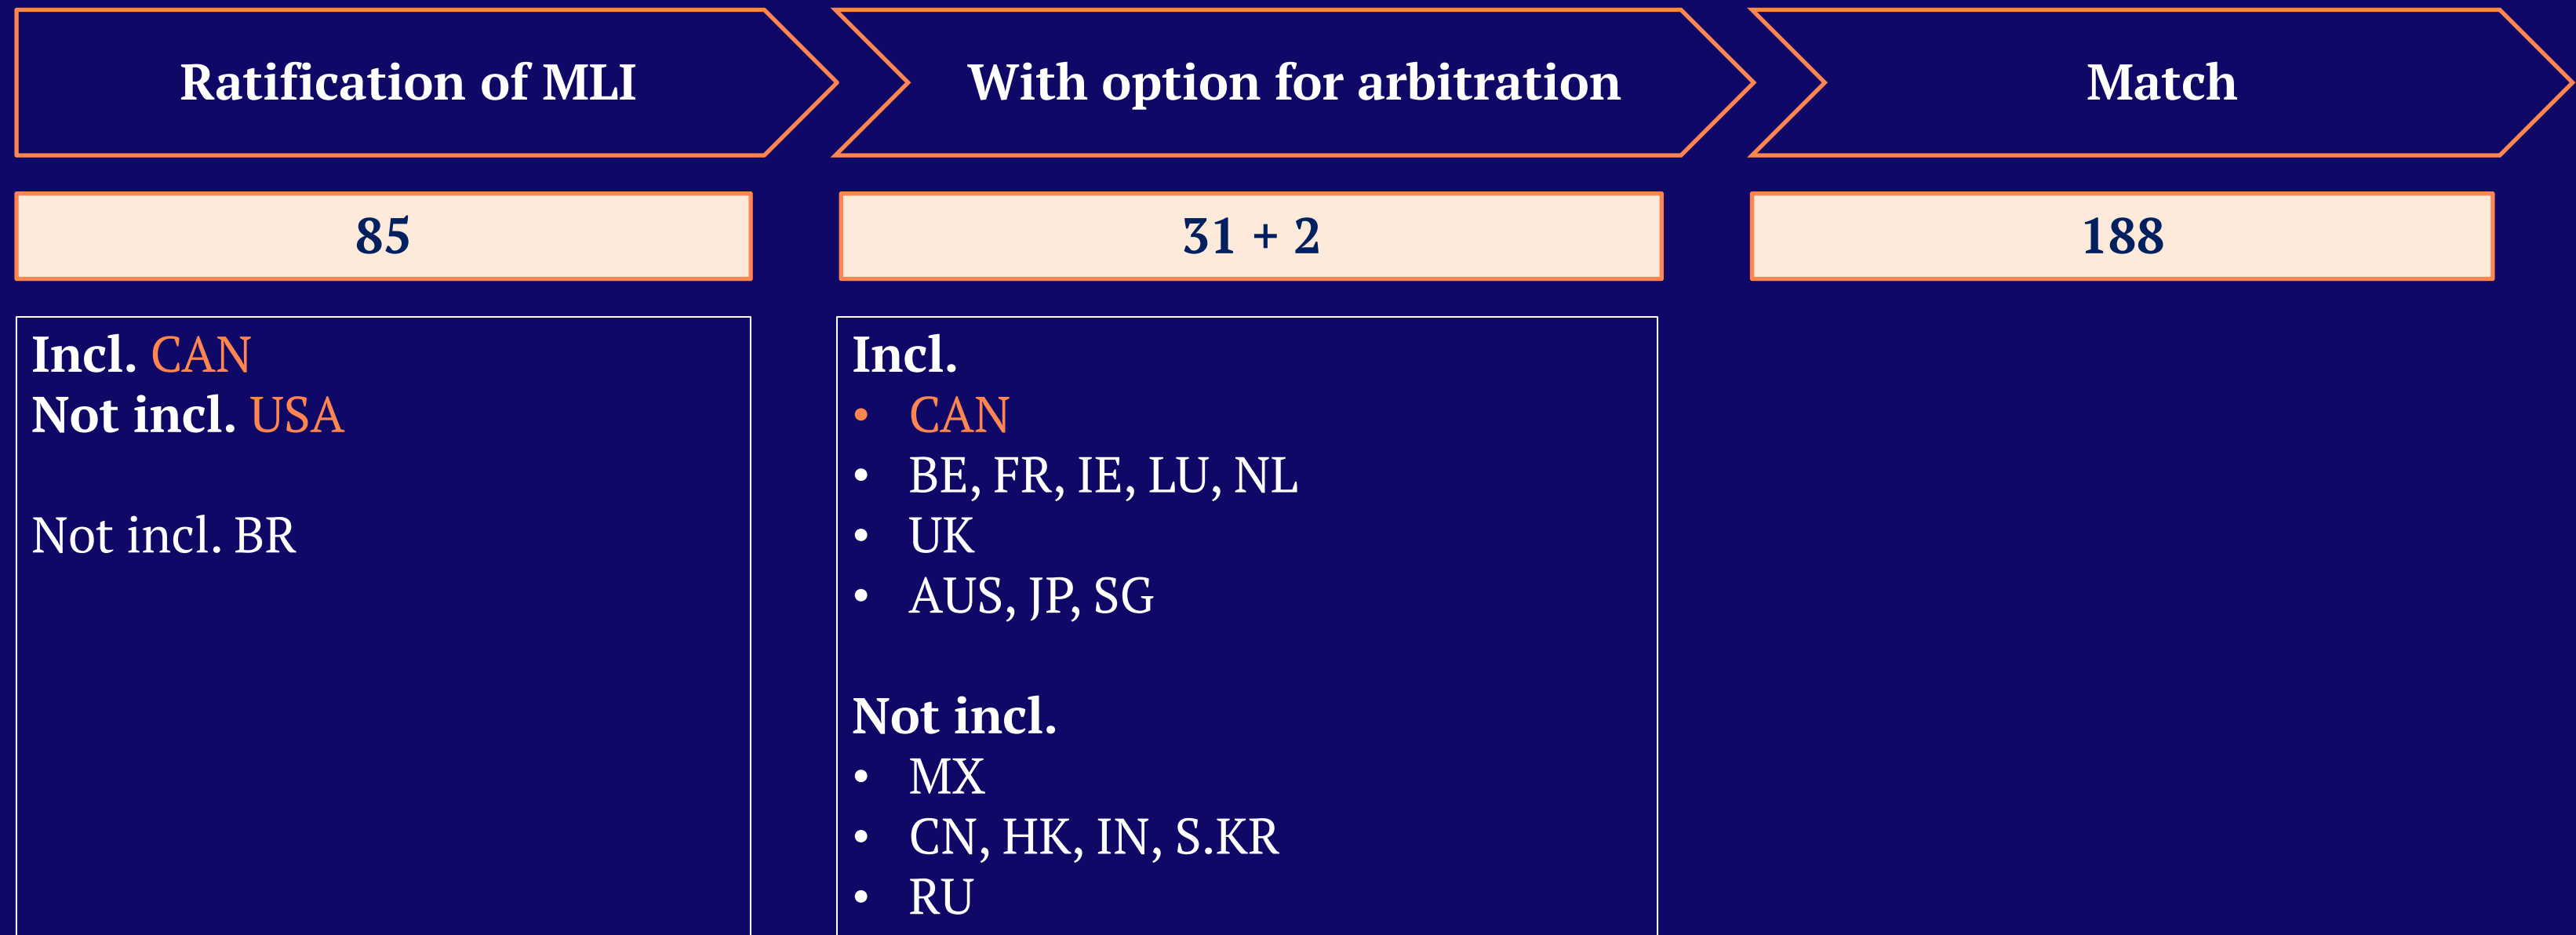 Ratification of MLI
With option for arbitration
Match
85
31 + 2
188
Incl. CAN
Not incl. USA
Not incl. BR
Incl.
• CAN
• BE, FR, IE, LU, NL
• UK
• AUS, JP, SG
Not incl.
• MX
• CN, HK, IN, S.KR
• RU